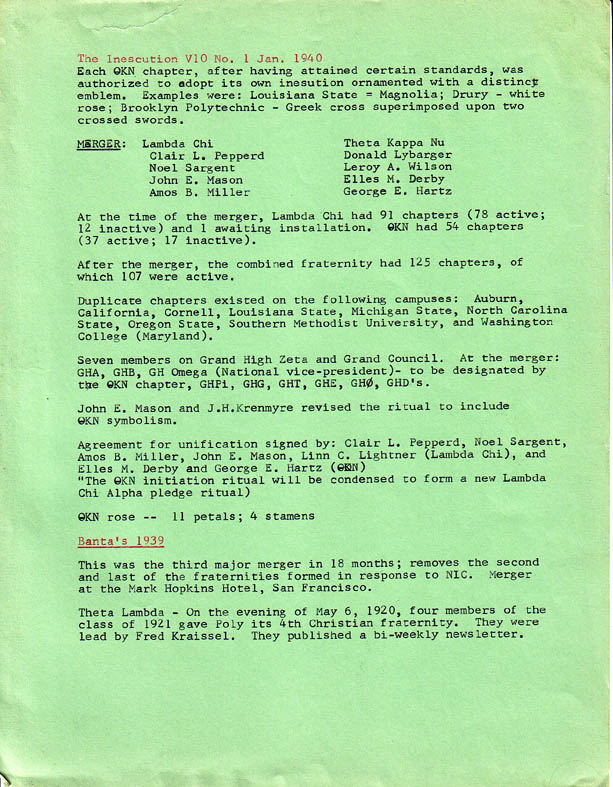 The Inescution V10 No. 1 Jan. 1940
Each ΘKN chapter, after having attained certain standards, was
authorized to adopt its own inesution ornamented with a distinct
emblem. Examples were: Louisiana State = Magnolia; Drury - white
rose; Brooklyn Polytechnic - Greek cross superimposed upon two
crossed swords.
MERGER: Lambda Chi Theta Kappa Nu
Clair L. Pepperd Donald Lybarger
Noel Sargent Leroy A. Wilson
John E. Mason Elles M. Derby
Amos B. Miller George E. Hartz
At the time of the merger, Lambda Chi had 91 chapters (78 active;
12 inactive) and 1 awaiting installation. ΘKN had 54 chapters
(37 active; 17 inactive).
After the merger, the combined fraternity had 125 chapters, of
which 107 were active.
Duplicate chapters existed on the following campuses: Auburn,
California, Cornell, Louisiana State, Michigan State, North Carolina
State, Oregon State, Southern Methodist University, and Washington
College (Maryland).
Seven members on Grand High Zeta and Grand Council. At the merger:
GHA, GHB, GH Omega (National vice-president)- to be designated by
the ΘKN chapter, GHPi, GHG, GHT, GHE, GHØ, GHD's.
John E. Mason and J.H.Krenmyre revised the ritual to include
ΘKN symbolism.
Agreement for unification signed by: Clair L. Pepperd, Noel Sargent,
Amos B. Miller, John E. Mason, Linn C. Lightner (Lambda Chi), and
Elles M. Derby and George E. Hartz (ΘKN)
"The ΘKN initiation ritual will be condensed to form a new Lambda
Chi Alpha pledge ritual)
ΘKN rose -- 11 petals; 4 stamens
Banta's 1939
This was the third major merger in 18 months; removes the second
and last of the fraternities formed in response to NIC. Merger
at the Mark Hopkins Hotel, San Francisco.
Theta Lambda - On the evening of May 6, 1920, four members of the
class of 1921 gave Poly its 4th Christian fraternity. They were
lead by Fred Kraissel. They published a bi-weekly newsletter.